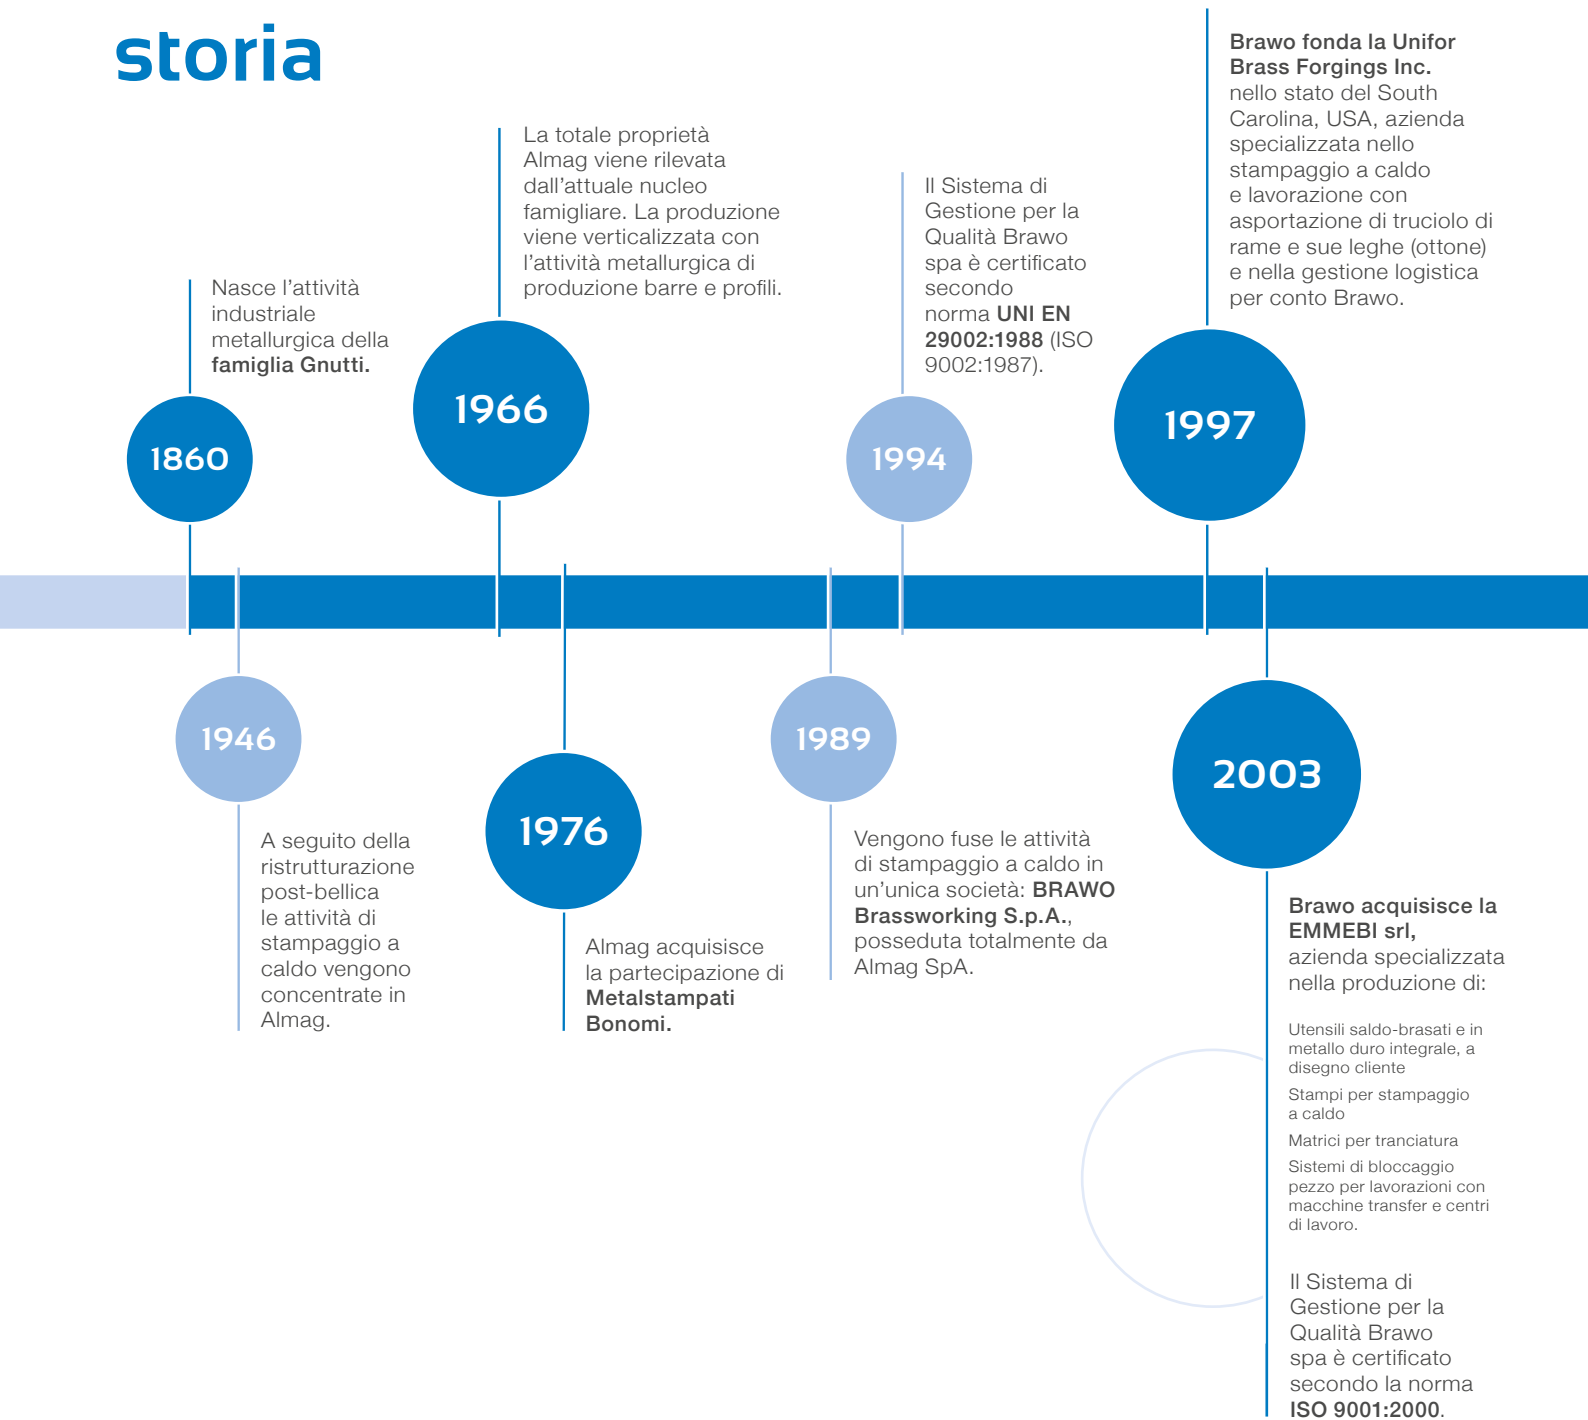 storia
1860
Nasce l’attività
industriale
metallurgica della
famiglia Gnutti.
1946
A seguito della
ristrutturazione
post-bellica
le attività di
stampaggio a
caldo vengono
concentrate in
Almag.
1966
La totale proprietà
Almag viene rilevata
dall’attuale nucleo
famigliare. La produzione
viene verticalizzata con
l’attività metallurgica di
produzione barre e profili.
1976
Almag acquisisce
la partecipazione di
Metalstampati
Bonomi.
1989
Vengono fuse le attività
di stampaggio a caldo in
un’unica società: BRAWO
Brassworking S.p.A.,
posseduta totalmente da
Almag SpA.
1994
Il Sistema di
Gestione per la
Qualità Brawo
spa è certificato
secondo
norma UNI EN
29002:1988 (ISO
9002:1987).
1997
Brawo fonda la Unifor
Brass Forgings Inc.
nello stato del South
Carolina, USA, azienda
specializzata nello
stampaggio a caldo
e lavorazione con
asportazione di truciolo di
rame e sue leghe (ottone)
e nella gestione logistica
per conto Brawo.
2003
Brawo acquisisce la
EMMEBI srl,
azienda specializzata
nella produzione di:
Utensili saldo-brasati e in
metallo duro integrale, a
disegno cliente
Stampi per stampaggio
a caldo
Matrici per tranciatura
Sistemi di bloccaggio
pezzo per lavorazioni con
macchine transfer e centri
di lavoro.
Il Sistema di
Gestione per la
Qualità Brawo
spa è certificato
secondo la norma
ISO 9001:2000.